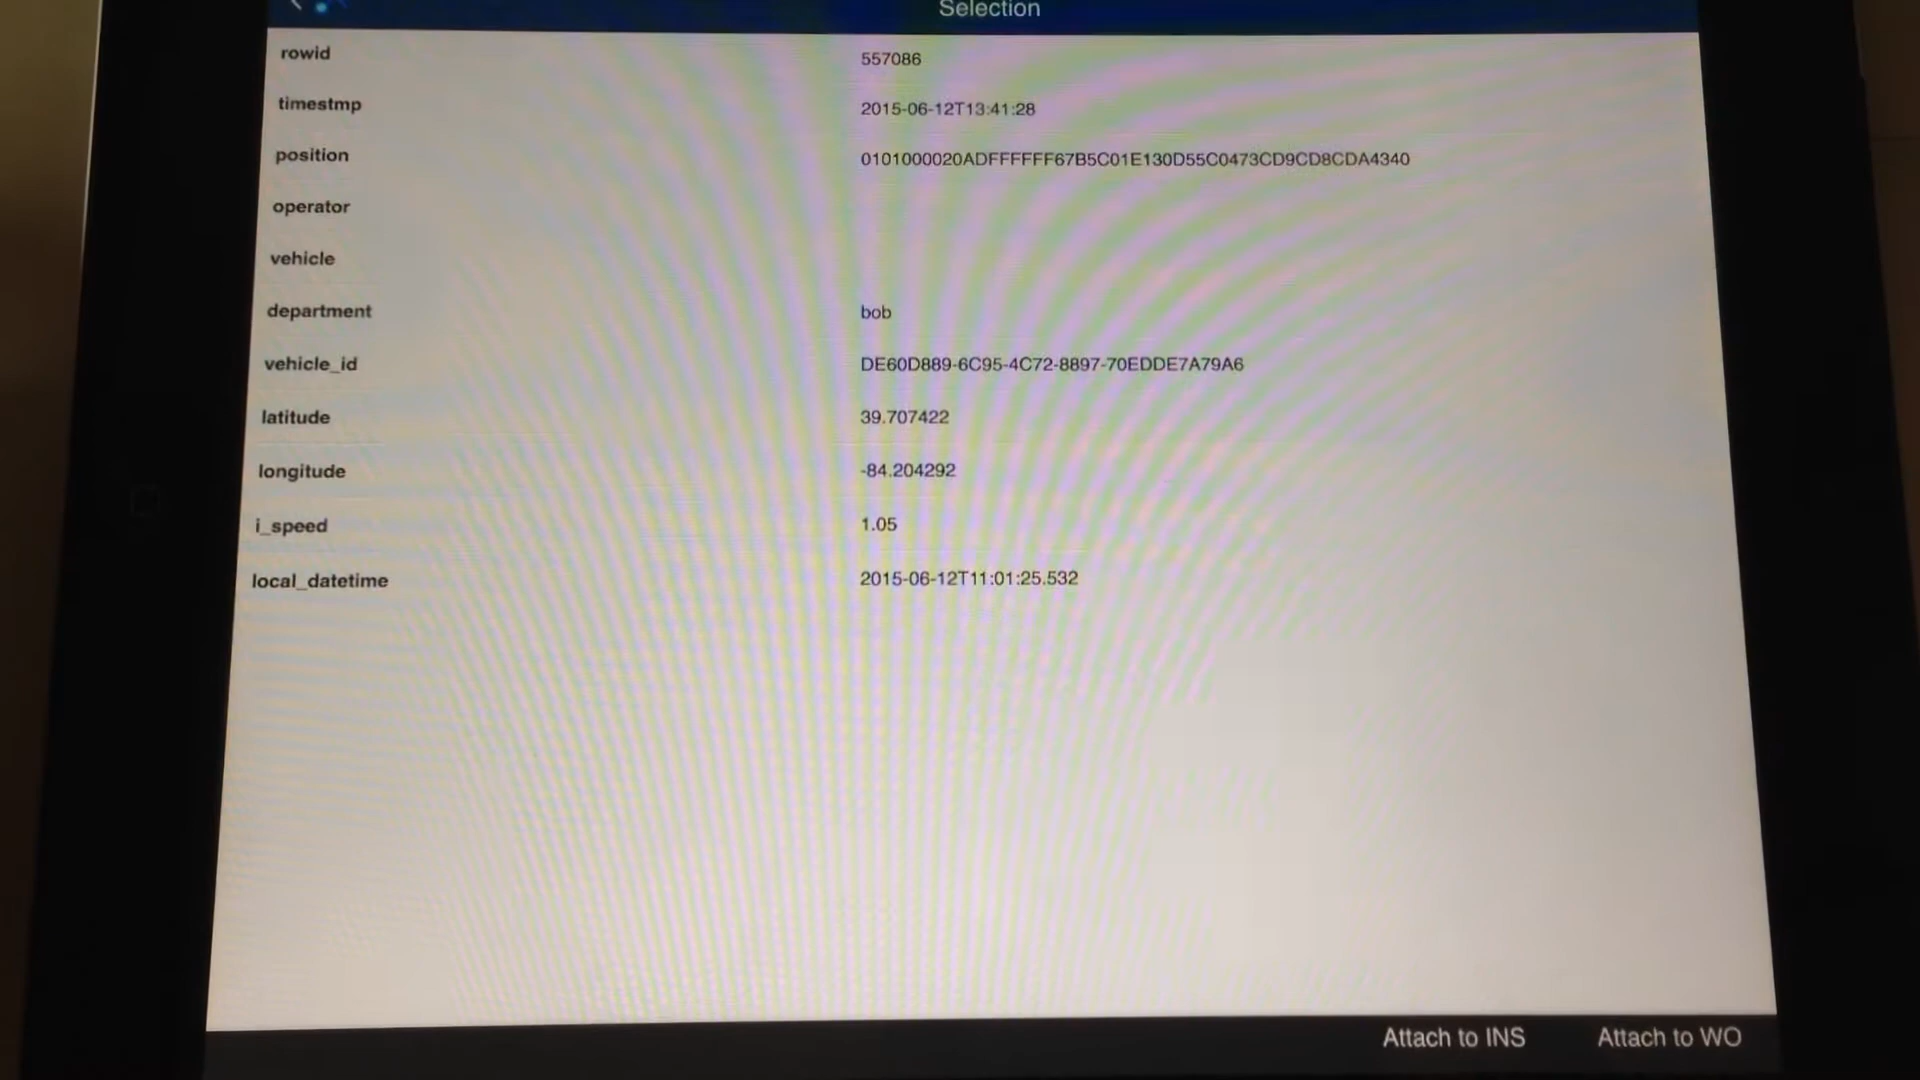 Selection
rowid 557086
timestmp 2015-06-12T13:41:28
position 0101000020ADFFFFFF67B5C01E130D55C0473CD9CD8CDA4340
operator
vehicle
department bob
vehicle_id DE60D889-6C95-4C72-8897-70EDDE7A79A6
latitude 39.707422
longitude -84.204292
i_speed 1.05
local_datetime 2015-06-12T11:01:25.532
Attach to INS Attach to WO